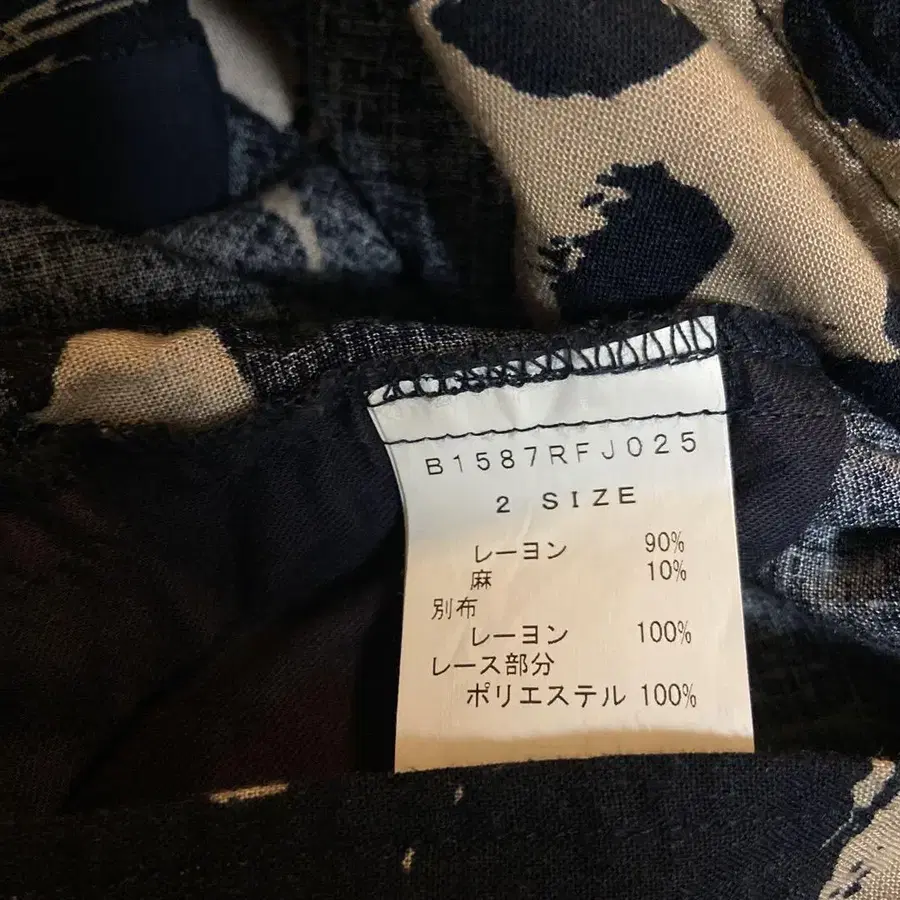 B1587RFJ025
2 SIZE
レーヨン 90%
麻 10%
別布
レーヨン 100%
レース部分
ポリエステル 100%